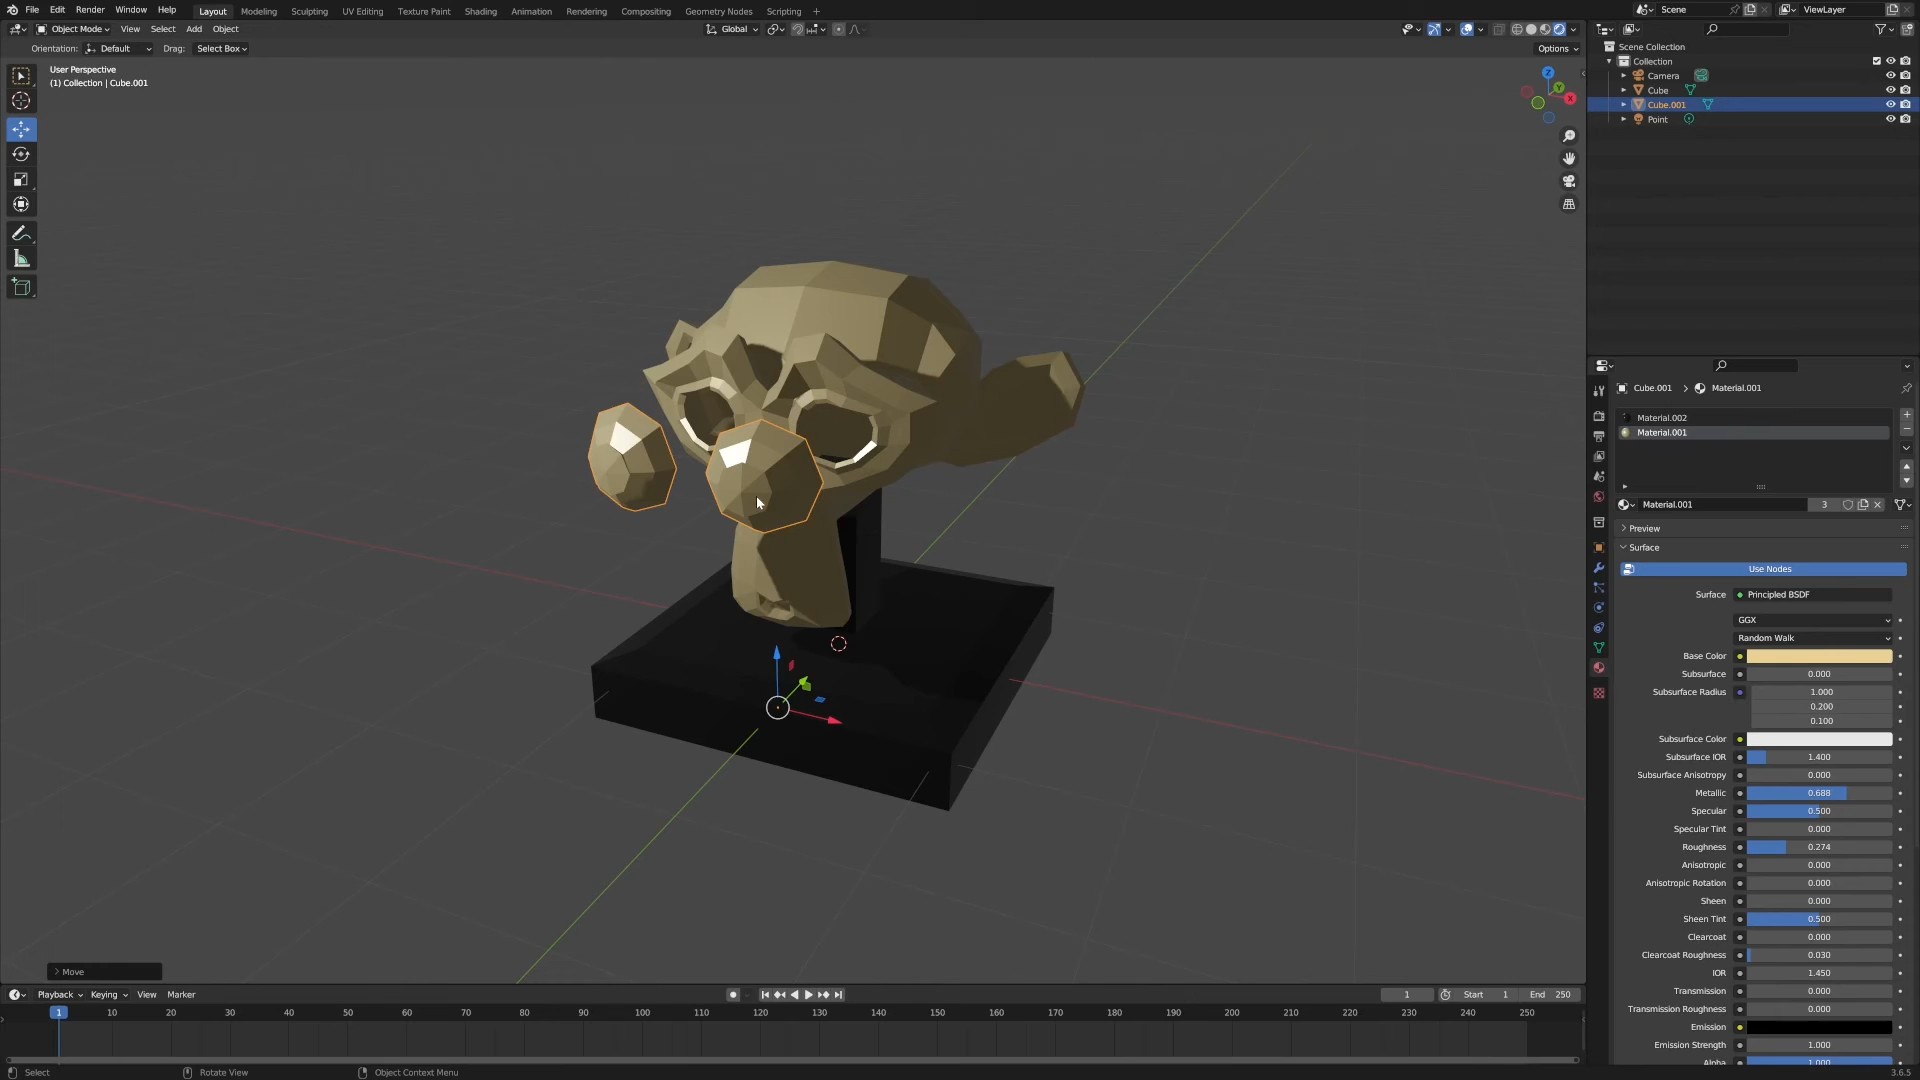 File Edit Render Window Help Layout Modeling Sculpting UV Editing Texture Paint Shading Animation Rendering Compositing Geometry Nodes Scripting + Scene ViewLayer
Object Mode View Select Add Object Global
Orientation: Default Drag: Select Box Options
User Perspective
(1) Collection | Cube.001
Z
Y
X
Move
Scene Collection
Collection
Camera
Cube
Cube.001
Point
Cube.001 > Material.001
Material.002
Material.001
Material.001 3
Preview
Surface
Use Nodes
Surface Principled BSDF
GGX
Random Walk
Base Color
Subsurface 0.000
Subsurface Radius 1.000
0.200
0.100
Subsurface Color
Subsurface IOR 1.400
Subsurface Anisotropy 0.000
Metallic 0.688
Specular 0.500
Specular Tint 0.000
Roughness 0.274
Anisotropic 0.000
Anisotropic Rotation 0.000
Sheen 0.000
Sheen Tint 0.500
Clearcoat 0.000
Clearcoat Roughness 0.030
IOR 1.450
Transmission 0.000
Transmission Roughness 0.000
Emission
Emission Strength 1.000
Alpha 1.000
Playback Keying View Marker 1 Start 1 End 250
1 10 20 30 40 50 60 70 80 90 100 110 120 130 140 150 160 170 180 190 200 210 220 230 240 250
Select Rotate View Object Context Menu 3.6.5